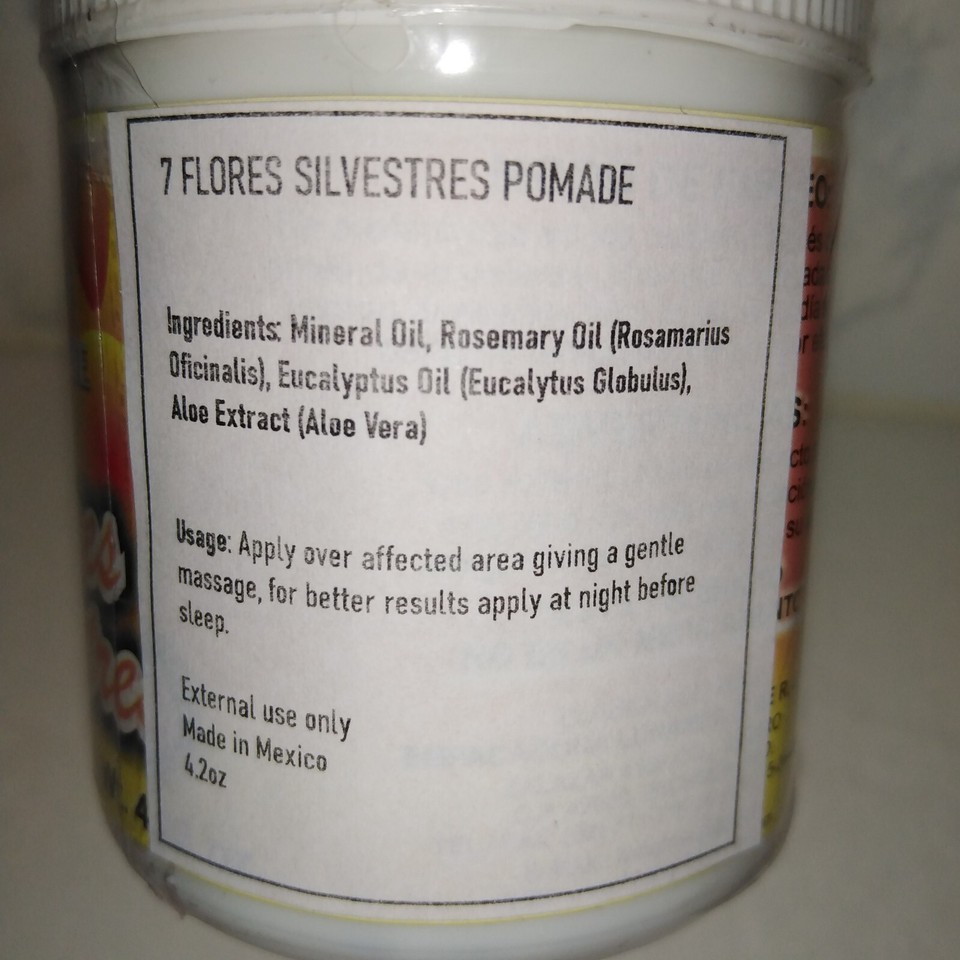 7 FLORES SILVESTRES POMADE
Ingredients: Mineral Oil, Rosemary Oil (Rosamarius
Oficinalis), Eucalyptus Oil (Eucalytus Globulus),
Aloe Extract (Aloe Vera)
Usage: Apply over affected area giving a gentle
massage, for better results apply at night before
sleep.
External use only
Made in Mexico
4.2oz